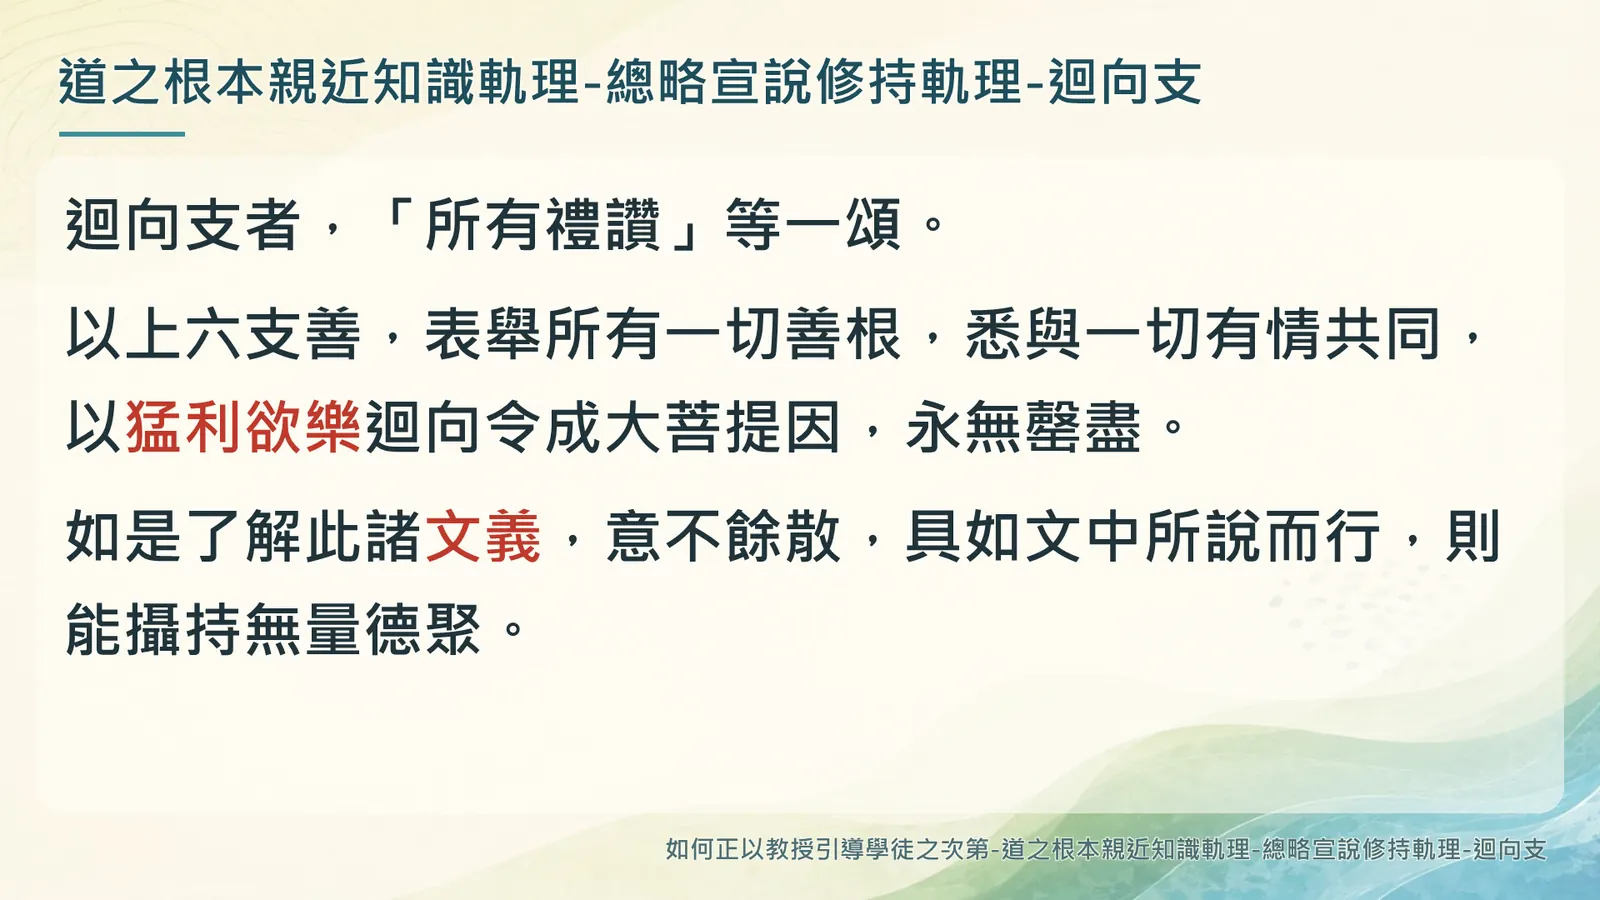 道之根本親近知識軌理-總略宣說修持軌理-迴向支
迴向支者，「所有禮讚」等一頌。
以上六支善，表舉所有一切善根，悉與一切有情共同，
以猛利欲樂迴向令成大菩提因，永無罄盡。
如是了解此諸文義，意不餘散，具如文中所說而行，則
能攝持無量德聚。
如何正以教授引導學徒之次第-道之根本親近知識軌理-總略宣說修持軌理-迴向支